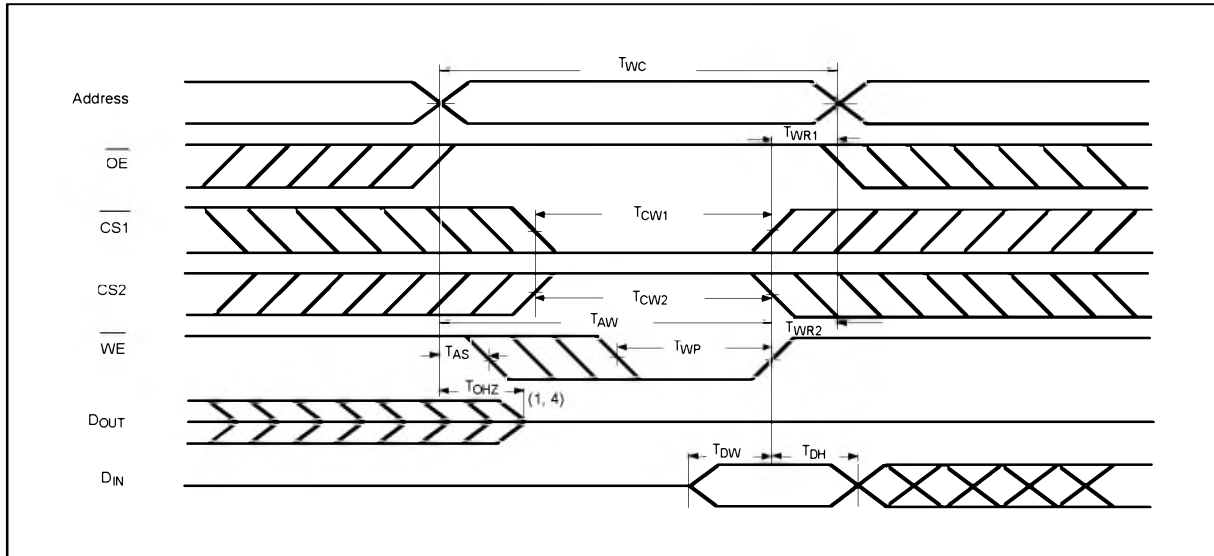 TWC
Address
TWR1
OE
TCW1
CS1
CS2
TCW2
TAW
TWR2
WE
TAS
TWP
TOHZ
(1, 4)
DOUT
TDW
TDH
DIN